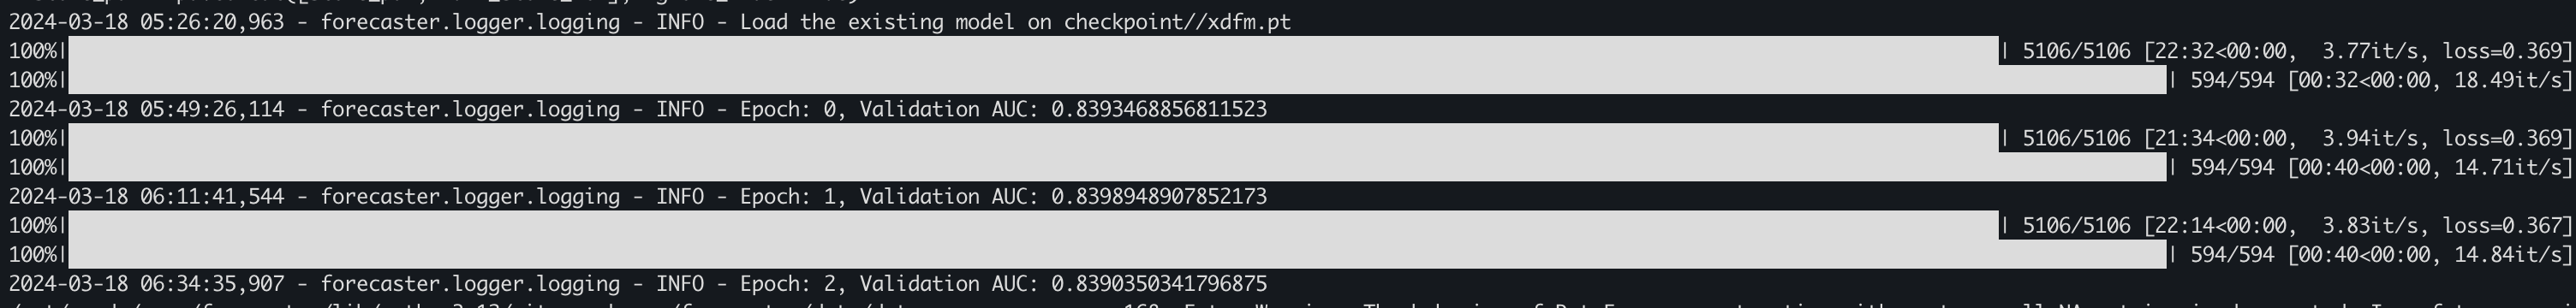 2024-03-18 05:26:20,963 - forecaster.logger.logging - INFO - Load the existing model on checkpoint//xdfm.pt
100%| | 5106/5106 [22:32<00:00,  3.77it/s, loss=0.369]
100%| | 594/594 [00:32<00:00, 18.49it/s]
2024-03-18 05:49:26,114 - forecaster.logger.logging - INFO - Epoch: 0, Validation AUC: 0.8393468856811523
100%| | 5106/5106 [21:34<00:00,  3.94it/s, loss=0.369]
100%| | 594/594 [00:40<00:00, 14.71it/s]
2024-03-18 06:11:41,544 - forecaster.logger.logging - INFO - Epoch: 1, Validation AUC: 0.8398948907852173
100%| | 5106/5106 [22:14<00:00,  3.83it/s, loss=0.367]
100%| | 594/594 [00:40<00:00, 14.84it/s]
2024-03-18 06:34:35,907 - forecaster.logger.logging - INFO - Epoch: 2, Validation AUC: 0.8390350341796875